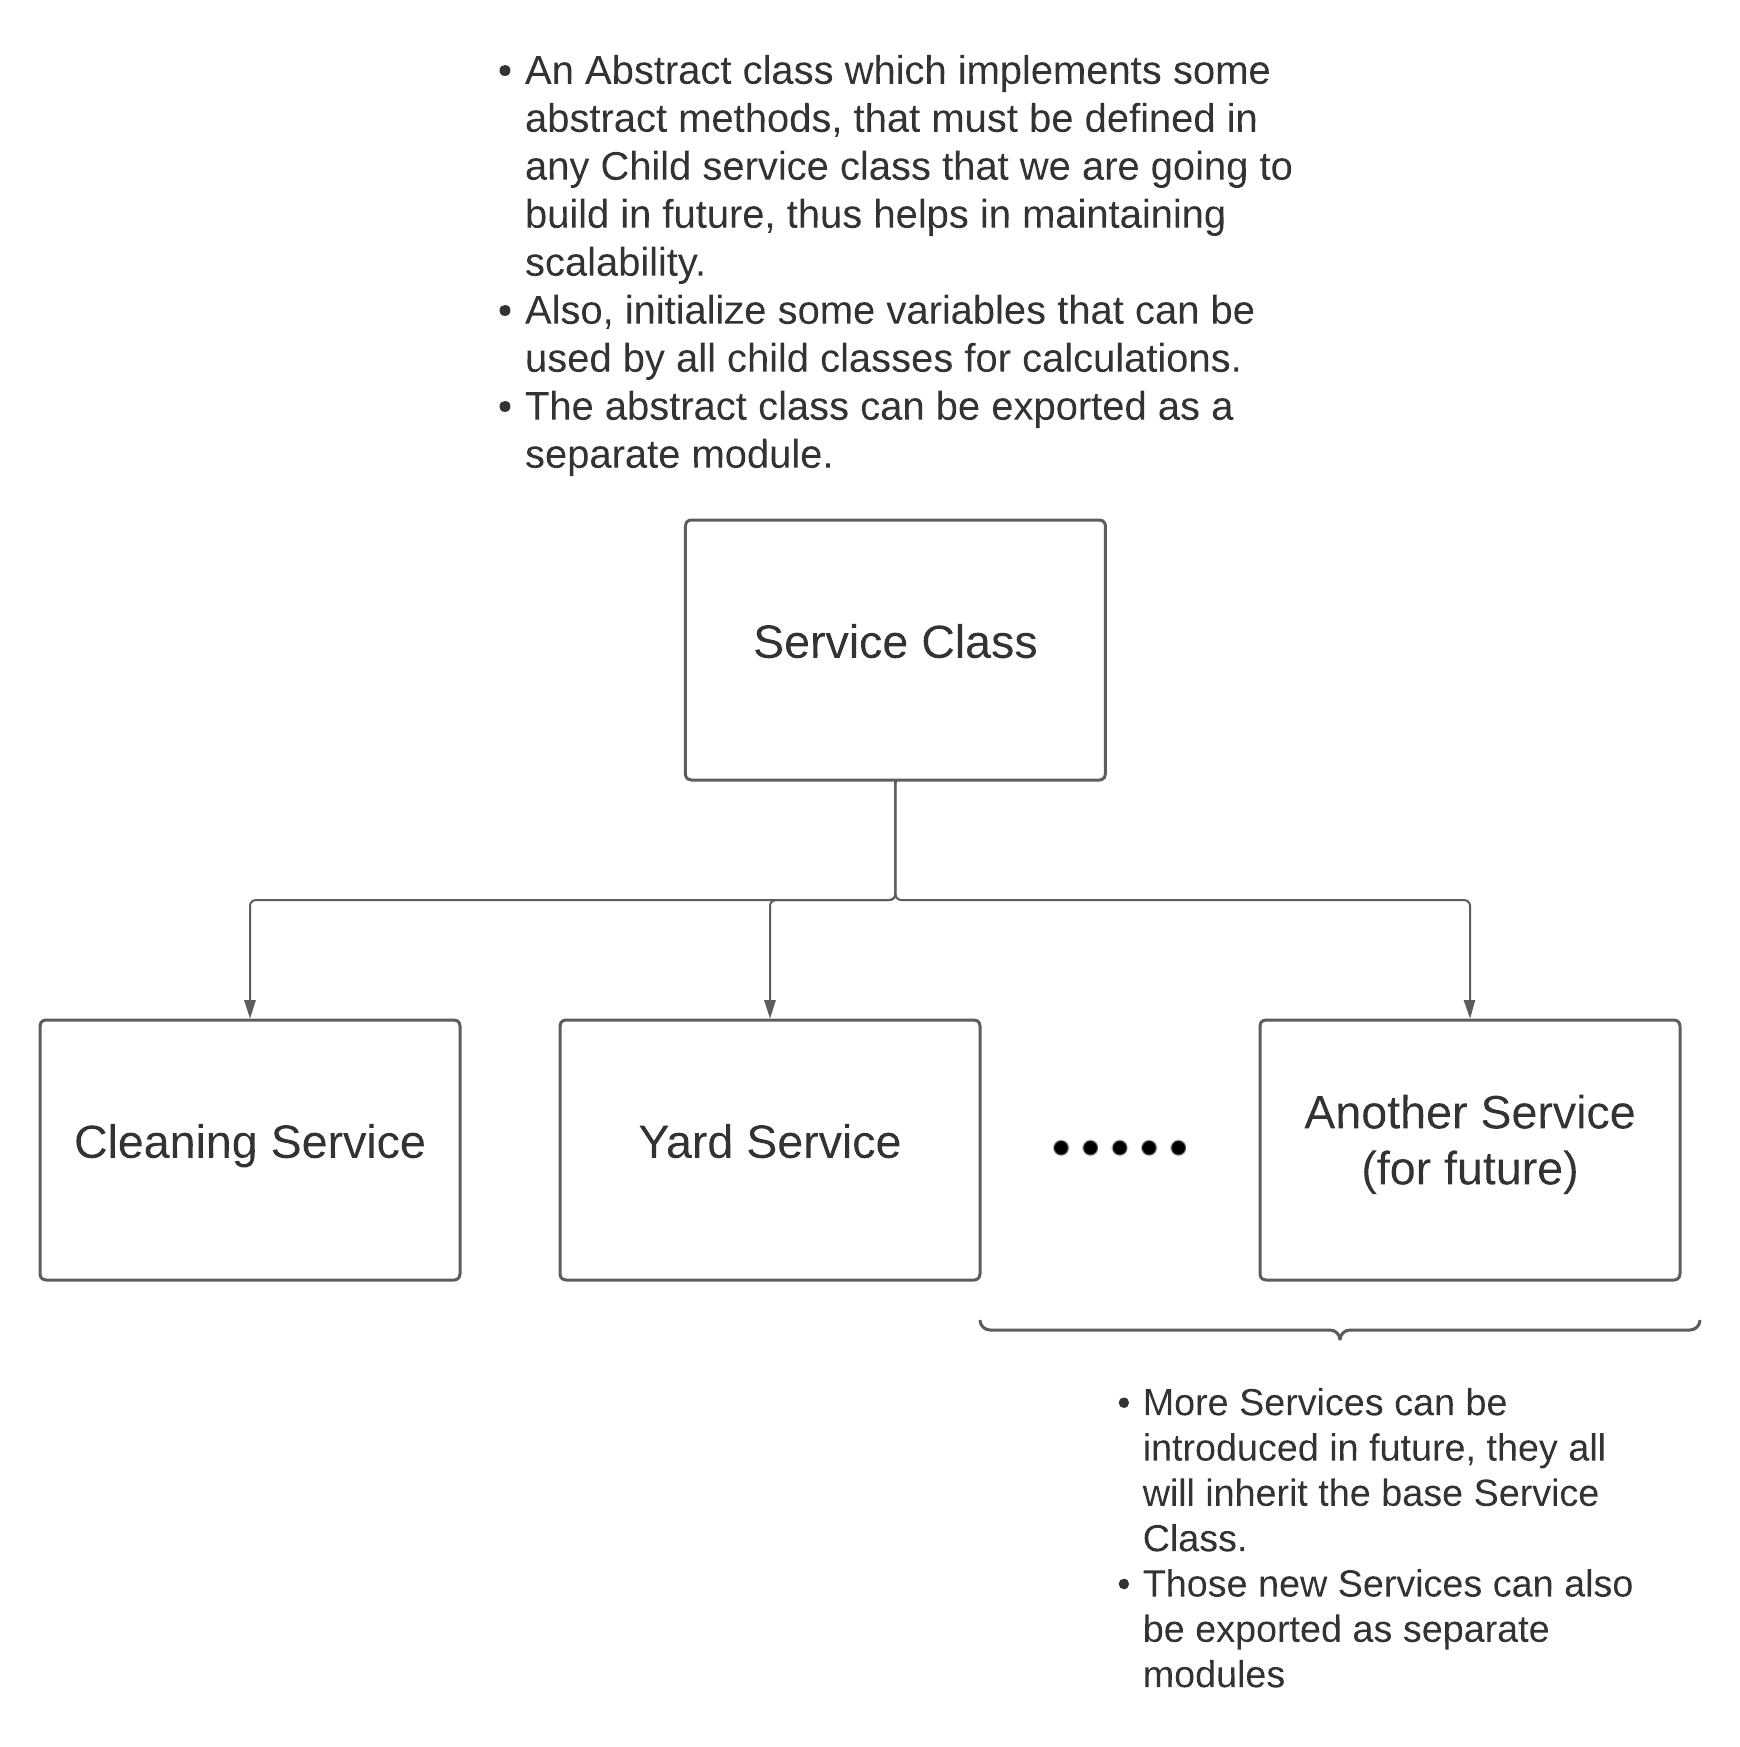 • An Abstract class which implements some
abstract methods, that must be defined in
any Child service class that we are going to
build in future, thus helps in maintaining
scalability.
• Also, initialize some variables that can be
used by all child classes for calculations.
• The abstract class can be exported as a
separate module.
Service Class
Cleaning Service
Yard Service
Another Service
(for future)
• More Services can be
introduced in future, they all
will inherit the base Service
Class.
• Those new Services can also
be exported as separate
modules